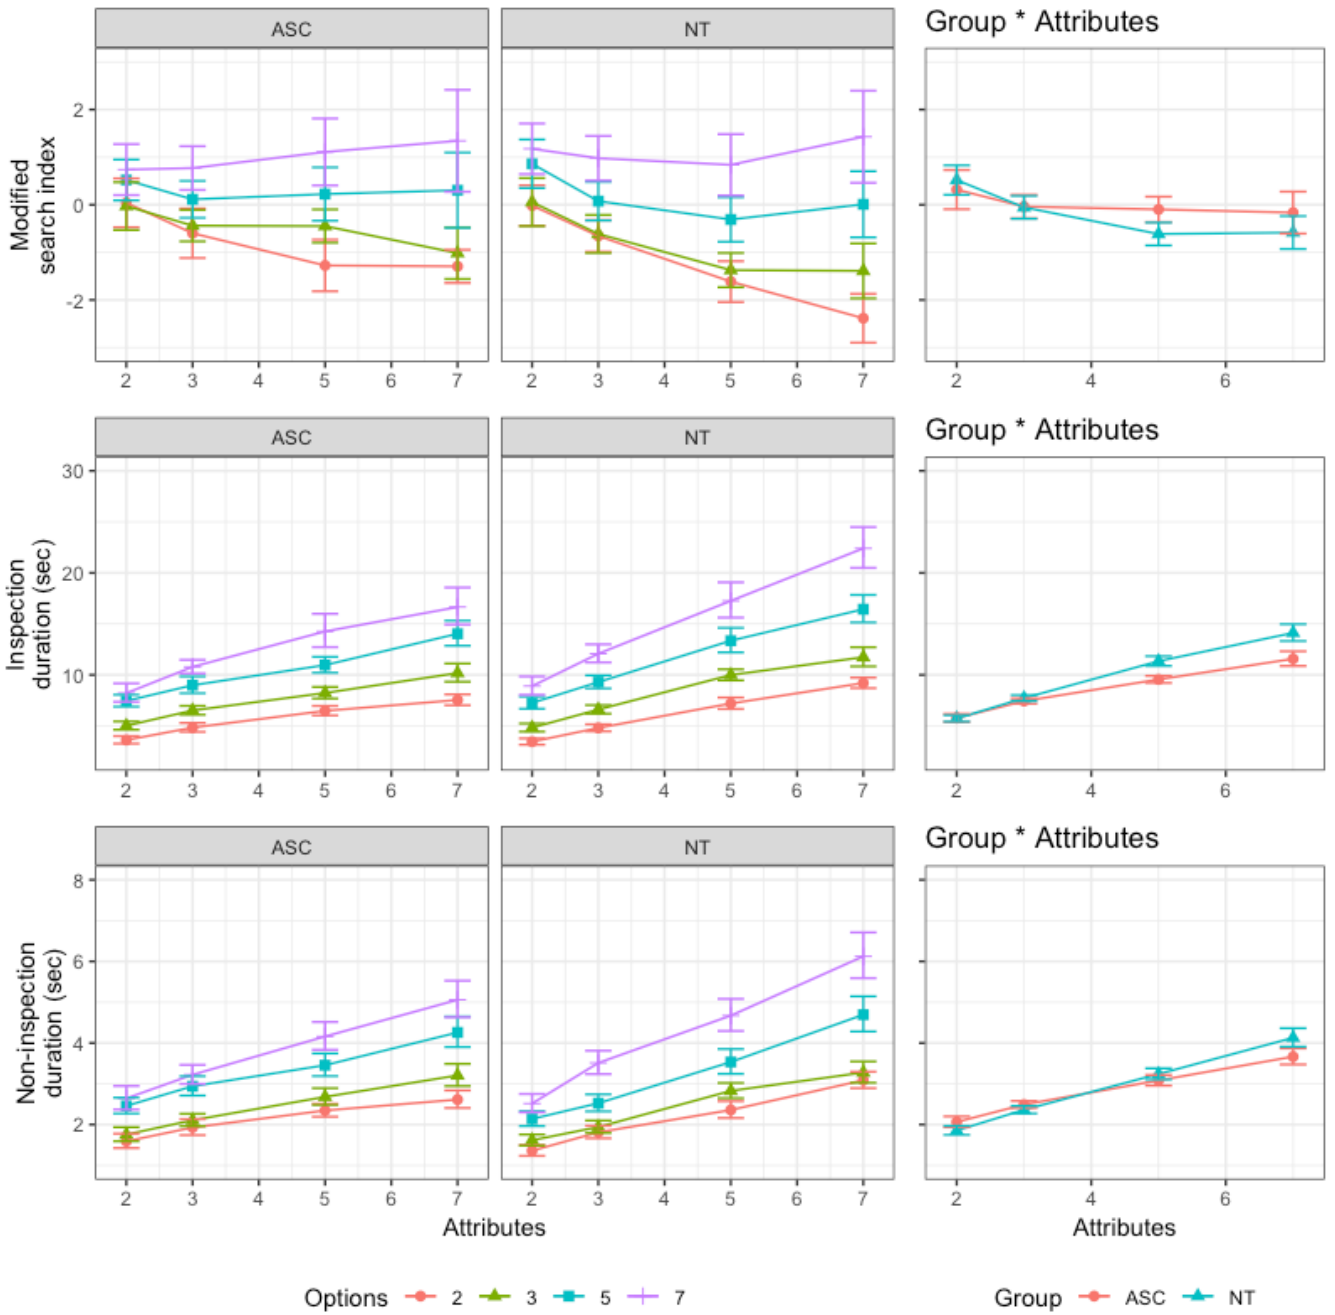 ASC NT Group * Attributes
Modified
search index
2
0
-2
2 3 4 5 6 7 2 3 4 5 6 7 2 4 6
ASC NT Group * Attributes
Inspection
duration (sec)
30
20
10
2 3 4 5 6 7 2 3 4 5 6 7 2 4 6
ASC NT Group * Attributes
Non-inspection
duration (sec)
8
6
4
2
2 3 4 5 6 7 2 3 4 5 6 7 2 4 6
Attributes Attributes
Options 2 3 5 7 Group ASC NT